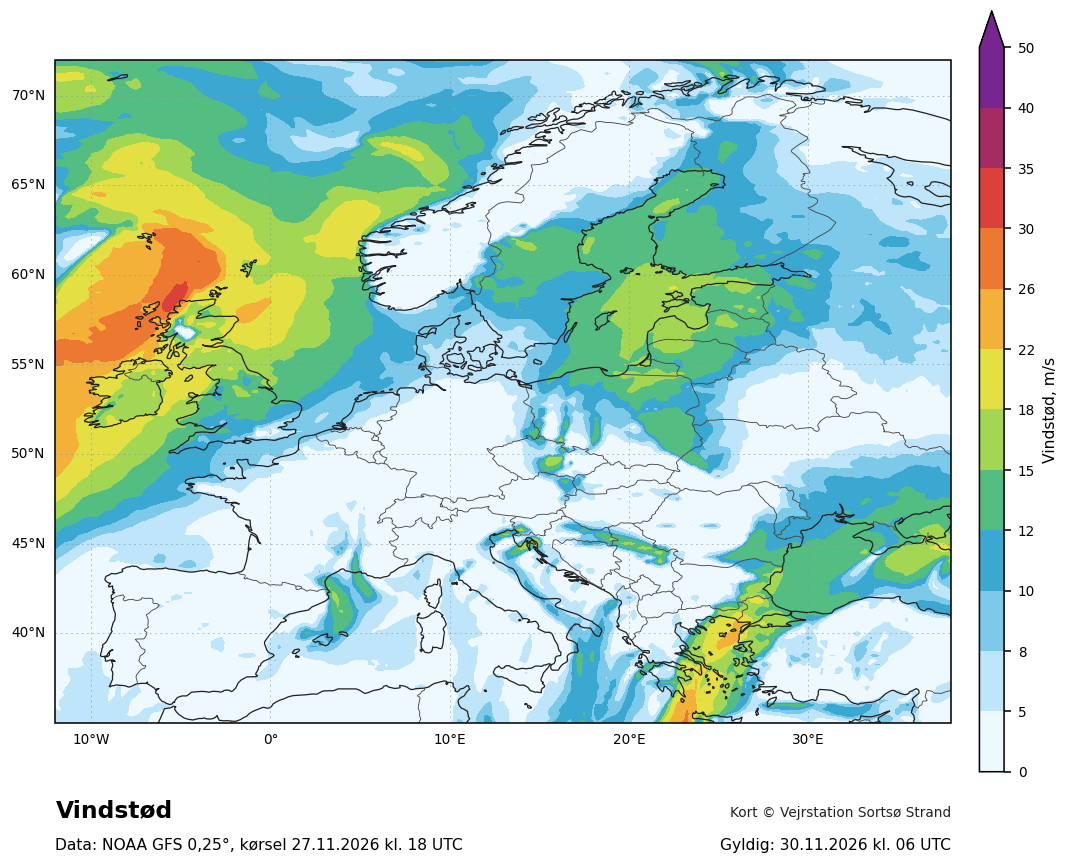 70°N
65°N
60°N
55°N
50°N
45°N
40°N
10°W
0°
10°E
20°E
30°E
50
40
35
30
26
22
18
15
12
10
8
5
0
Vindstød, m/s
Vindstød
Kort © Vejrstation Sortsø Strand
Data: NOAA GFS 0,25°, kørsel 27.11.2026 kl. 18 UTC
Gyldig: 30.11.2026 kl. 06 UTC